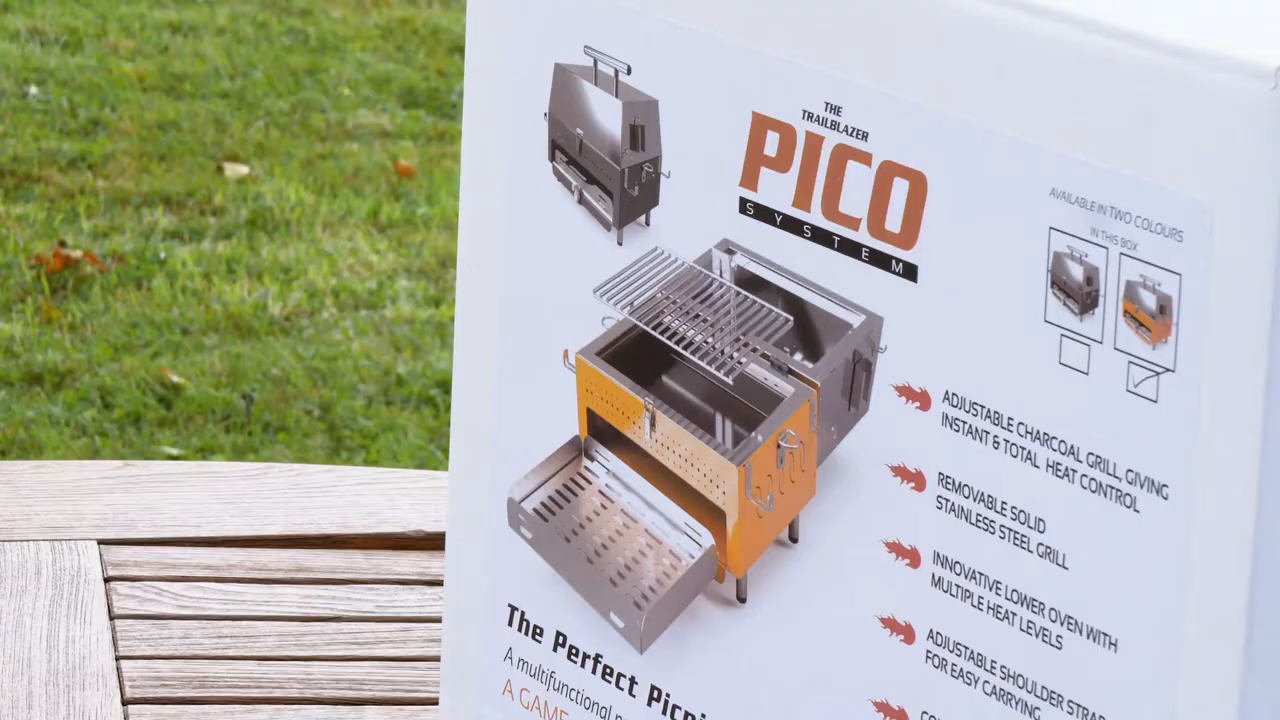 THE
TRAILBLAZER
PICO
SYSTEM
AVAILABLE IN TWO COLOURS
IN THIS BOX
ADJUSTABLE CHARCOAL GRILL, GIVING
INSTANT & TOTAL HEAT CONTROL
REMOVABLE SOLID
STAINLESS STEEL GRILL
INNOVATIVE LOWER OVEN WITH
MULTIPLE HEAT LEVELS
ADJUSTABLE SHOULDER STRAP
FOR EASY CARRYING
The Perfect
A multifunctional
A GAME